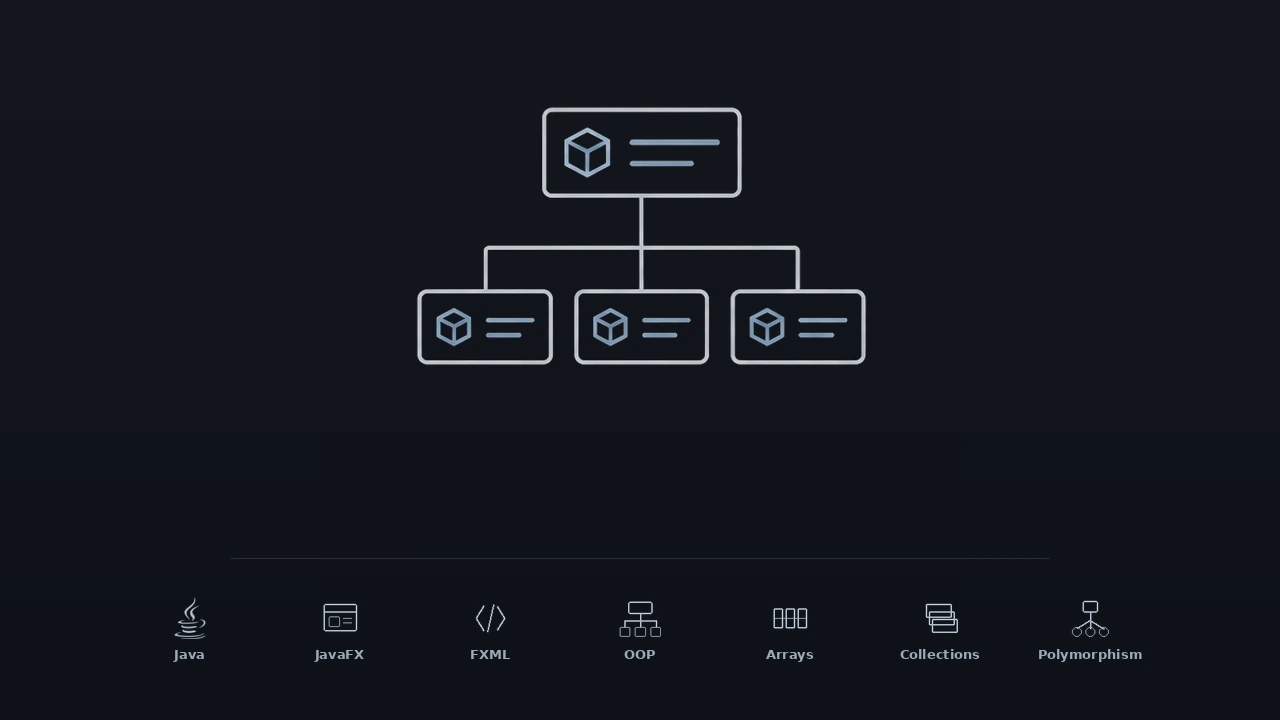 Java
JavaFX
FXML
OOP
Arrays
Collections
Polymorphism